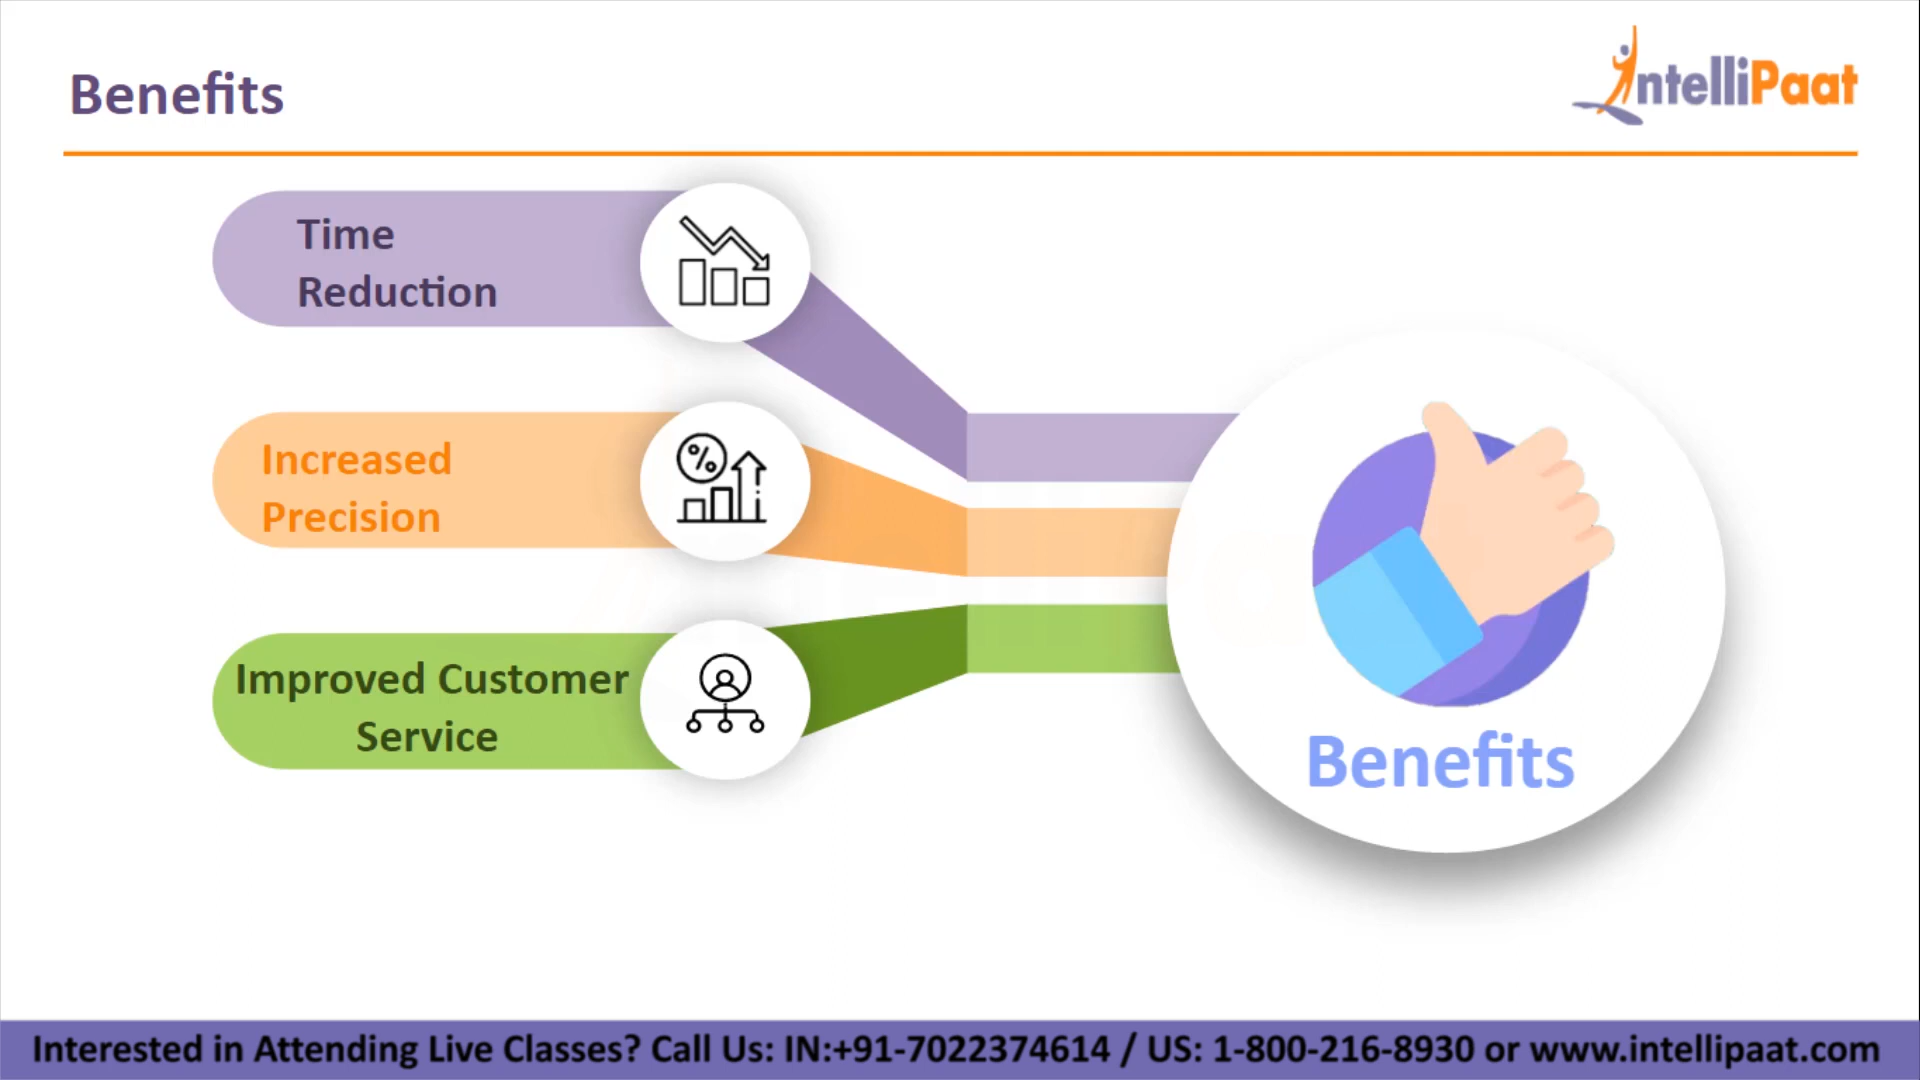 Benefits
IntelliPaat
Time
Reduction
%
Increased
Precision
Improved Customer
Service
Benefits
Interested in Attending Live Classes? Call Us: IN:+91-7022374614 / US: 1-800-216-8930 or www.intellipaat.com